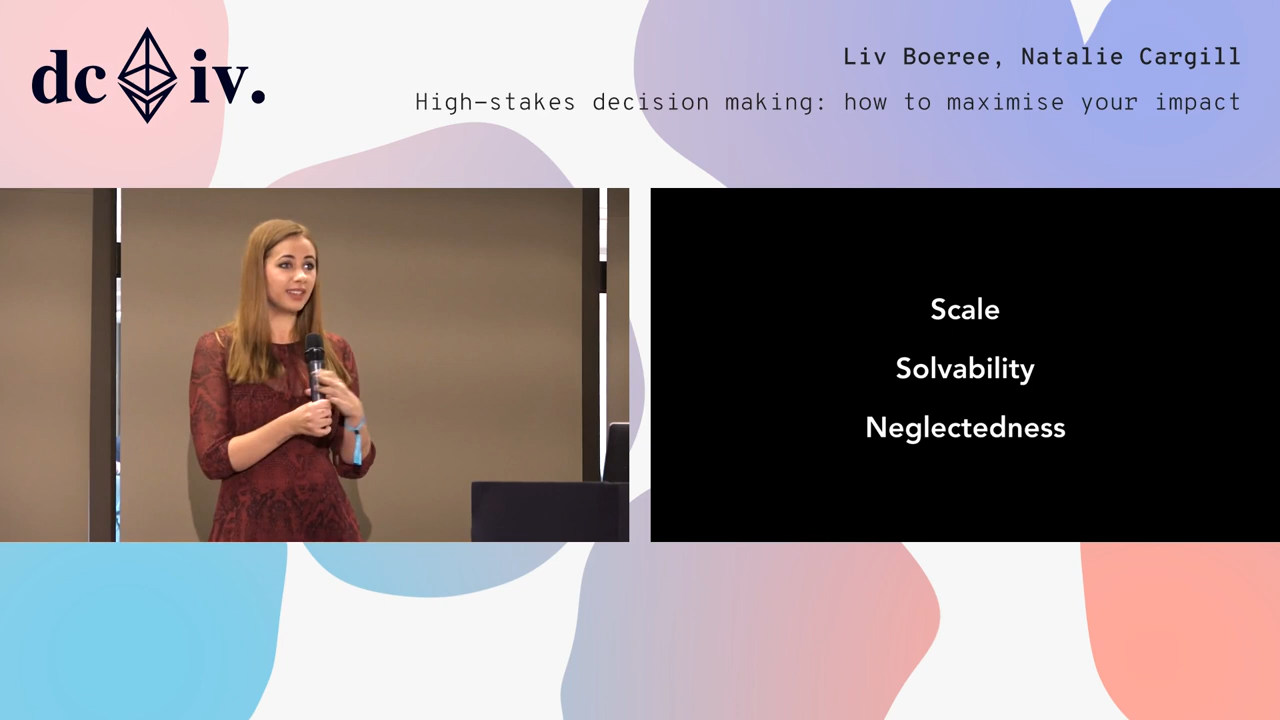 dc iv.
Liv Boeree, Natalie Cargill
High-stakes decision making: how to maximise your impact
Scale
Solvability
Neglectedness